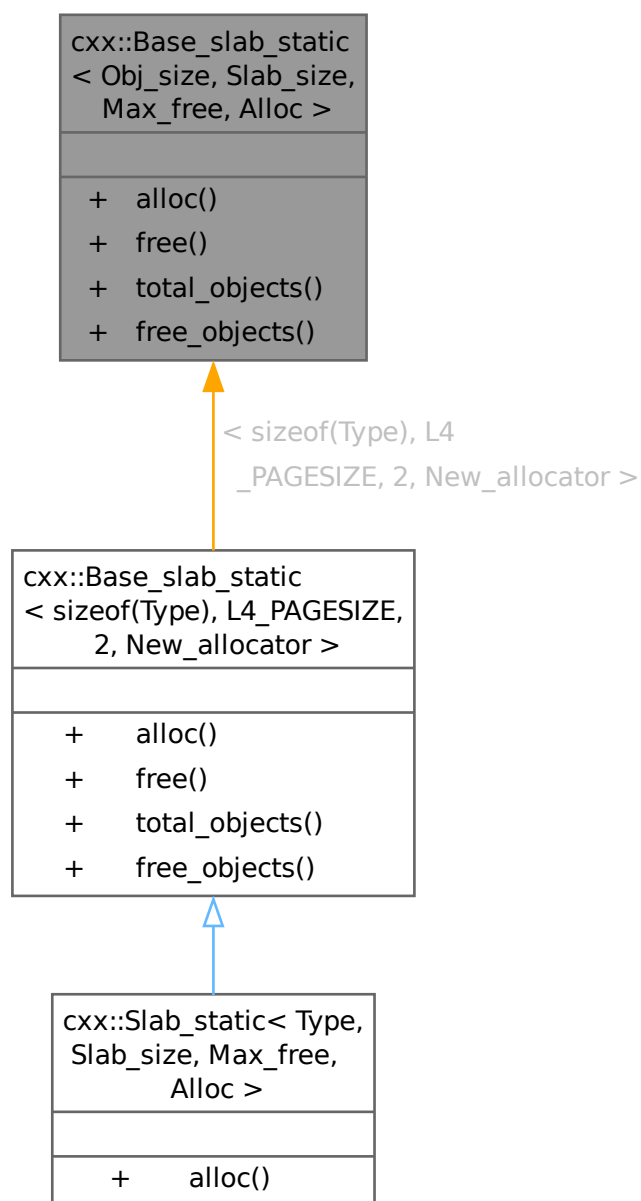 cxx::Base_slab_static
< Obj_size, Slab_size,
Max_free, Alloc >
+ alloc()
+ free()
+ total_objects()
+ free_objects()
< sizeof(Type), L4
_PAGESIZE, 2, New_allocator >
cxx::Base_slab_static
< sizeof(Type), L4_PAGESIZE,
2, New_allocator >
+ alloc()
+ free()
+ total_objects()
+ free_objects()
cxx::Slab_static< Type,
Slab_size, Max_free,
Alloc >
+ alloc()